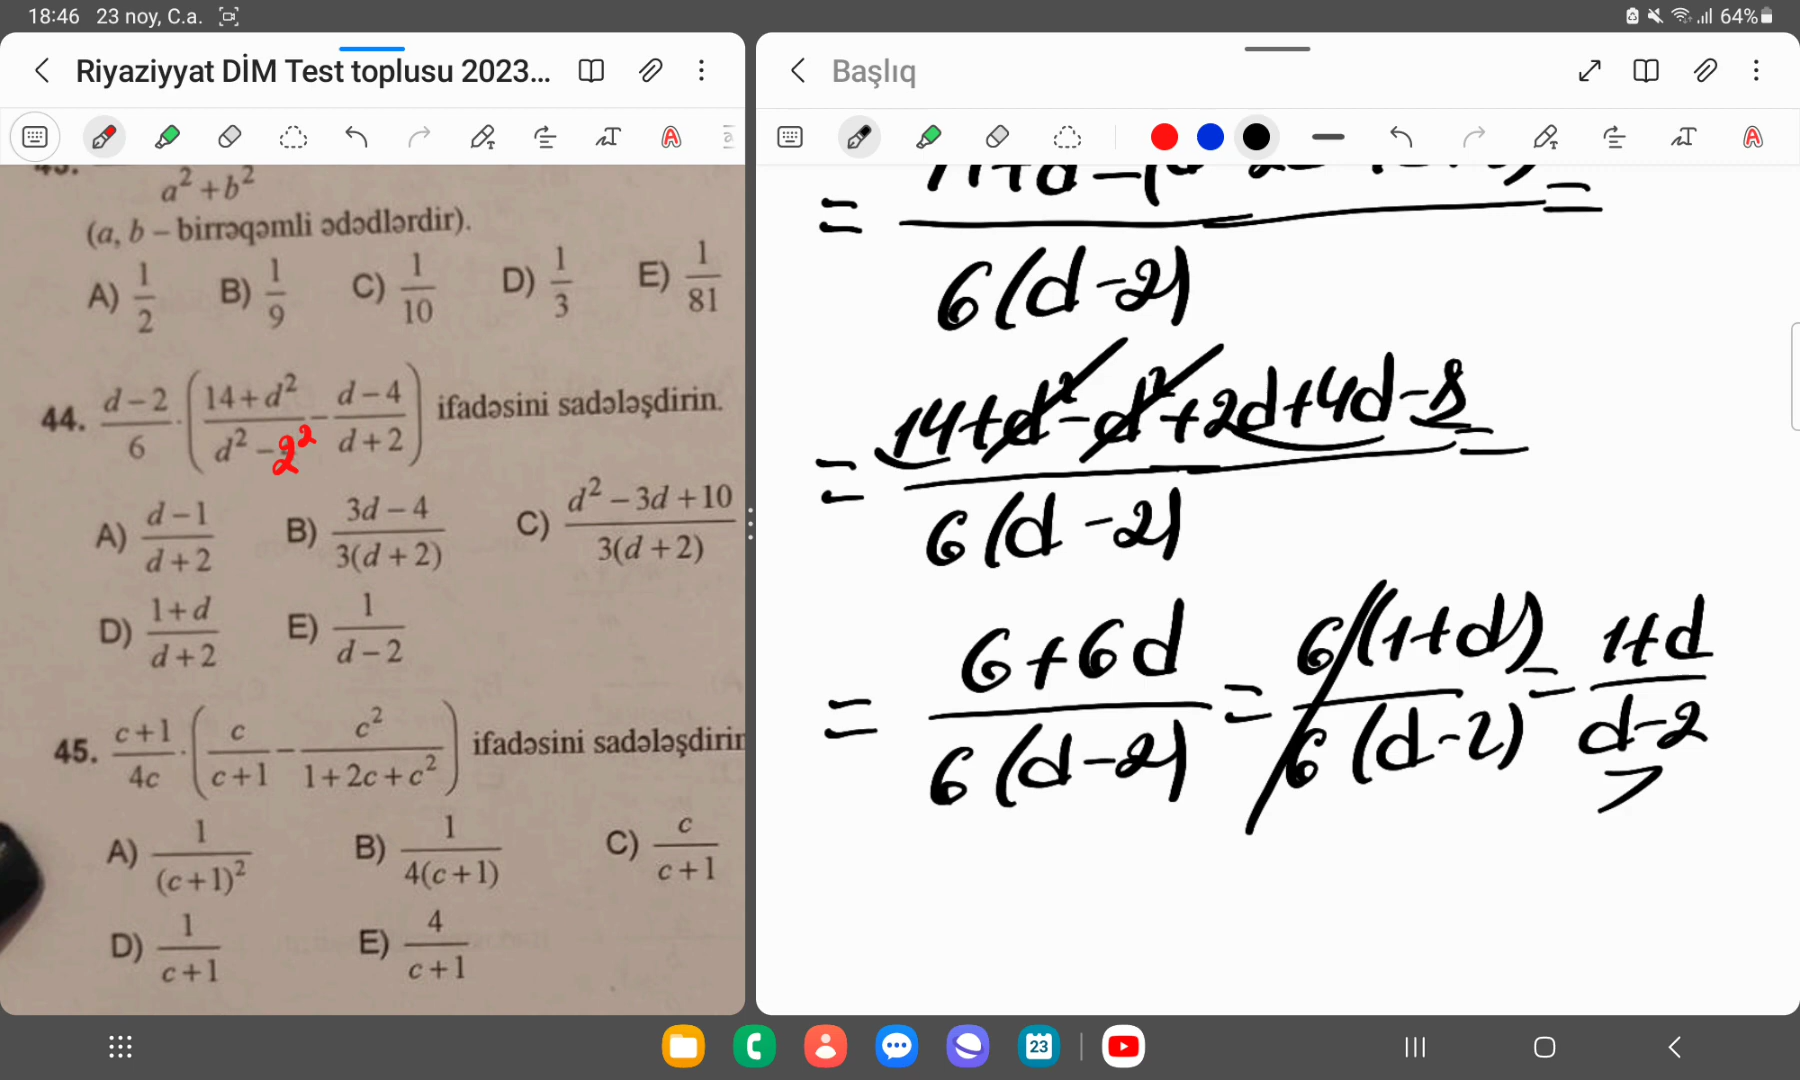 18:46 23 noy, C.a. 64%
Riyaziyyat DİM Test toplusu 2023...
a² + b²
(a, b – birrəqəmli ədədlərdir).
A) 1/2 B) 1/9 C) 1/10 D) 1/3 E) 1/81
44. (d − 2)/6 · ((14 + d²)/(d² − 2²) − (d − 4)/(d + 2)) ifadəsini sadələşdirin.
A) (d − 1)/(d + 2) B) (3d − 4)/(3(d + 2)) C) (d² − 3d + 10)/(3(d + 2))
D) (1 + d)/(d + 2) E) 1/(d − 2)
45. (c + 1)/4c · (c/(c + 1) − c²/(1 + 2c + c²)) ifadəsini sadələşdirin
A) 1/(c + 1)² B) 1/(4(c + 1)) C) c/(c + 1)
D) 1/(c + 1) E) 4/(c + 1)
Başlıq
=
6(d − 2)
=
= (14 + d² − d² + 2d + 4d − 8)/(6(d − 2)) =
= (6 + 6d)/(6(d − 2)) = 6(1 + d)/(6(d − 2)) = (1 + d)/(d − 2)
23